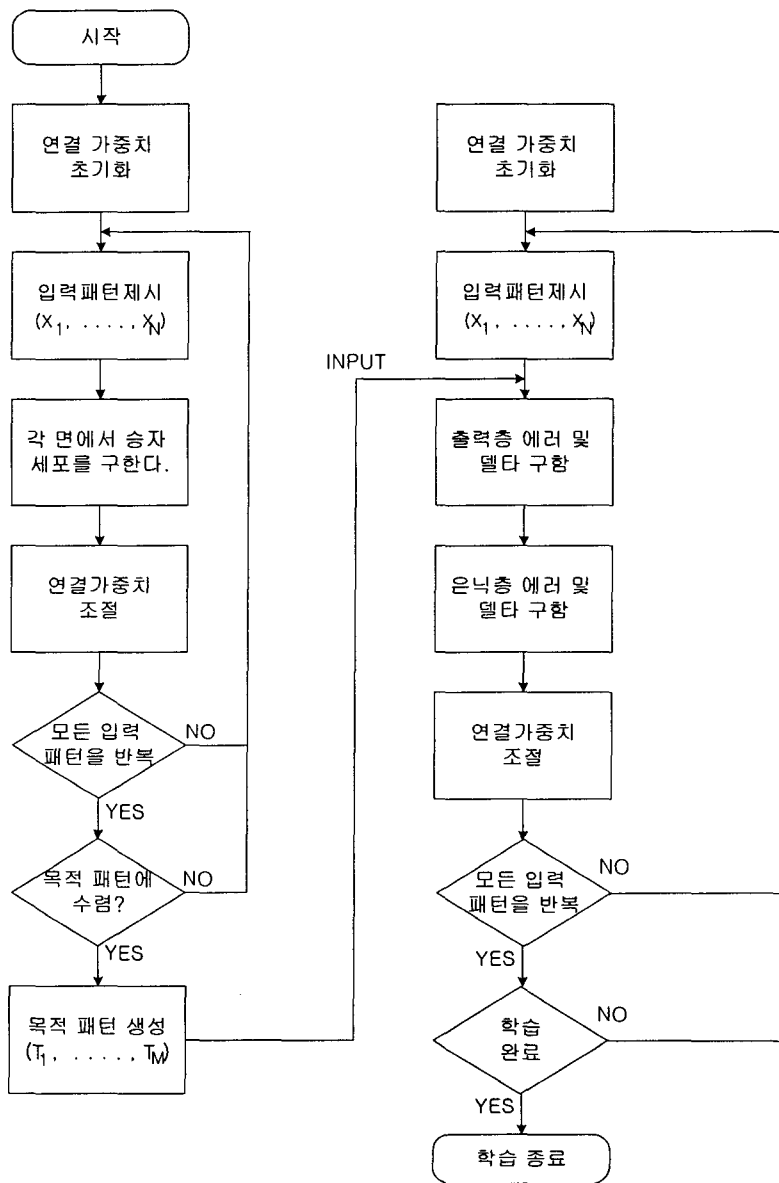 시작
연결 가중치
초기화
입력패턴제시
(X₁, . . . . . , X_N)
각 면에서 승자
세포를 구한다.
연결가중치
조절
모든 입력
패턴을 반복
NO
YES
목적 패턴에
수렴?
NO
YES
목적 패턴 생성
(T₁, . . . . . , T_M)
INPUT
연결 가중치
초기화
입력패턴제시
(X₁, . . . . . , X_N)
출력층 에러 및
델타 구함
은닉층 에러 및
델타 구함
연결가중치
조절
모든 입력
패턴을 반복
NO
YES
학습
완료
NO
YES
학습 종료